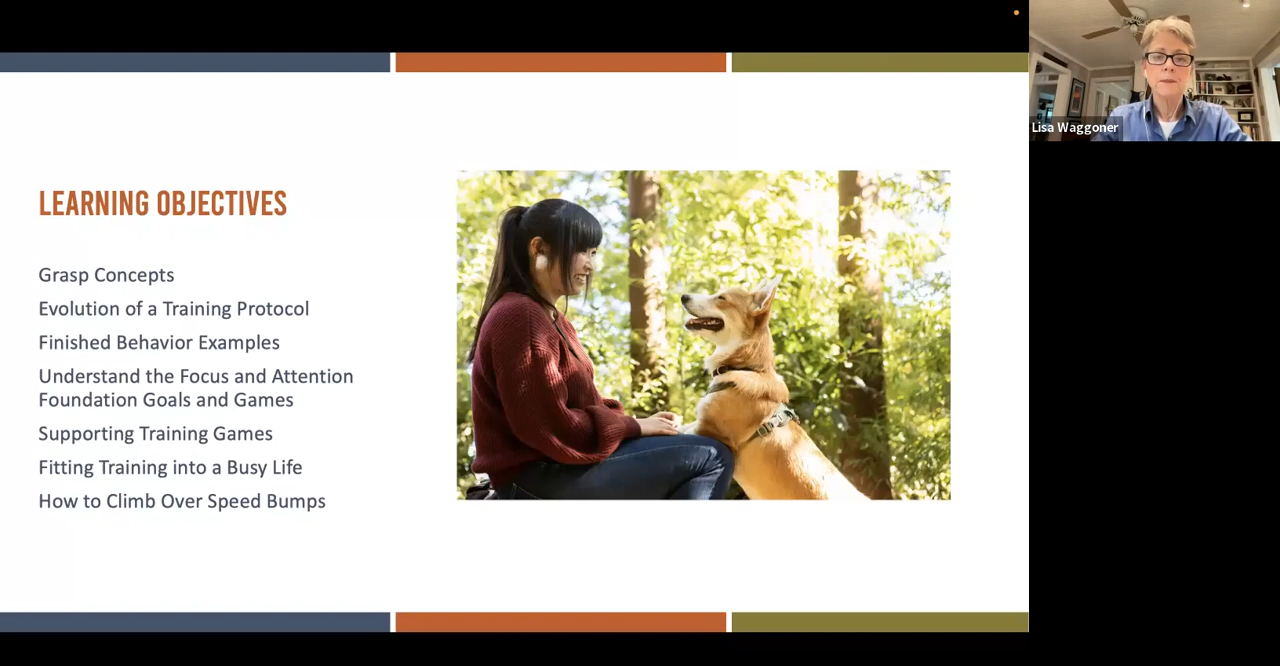 LEARNING OBJECTIVES
Grasp Concepts
Evolution of a Training Protocol
Finished Behavior Examples
Understand the Focus and Attention
Foundation Goals and Games
Supporting Training Games
Fitting Training into a Busy Life
How to Climb Over Speed Bumps
Lisa Waggoner